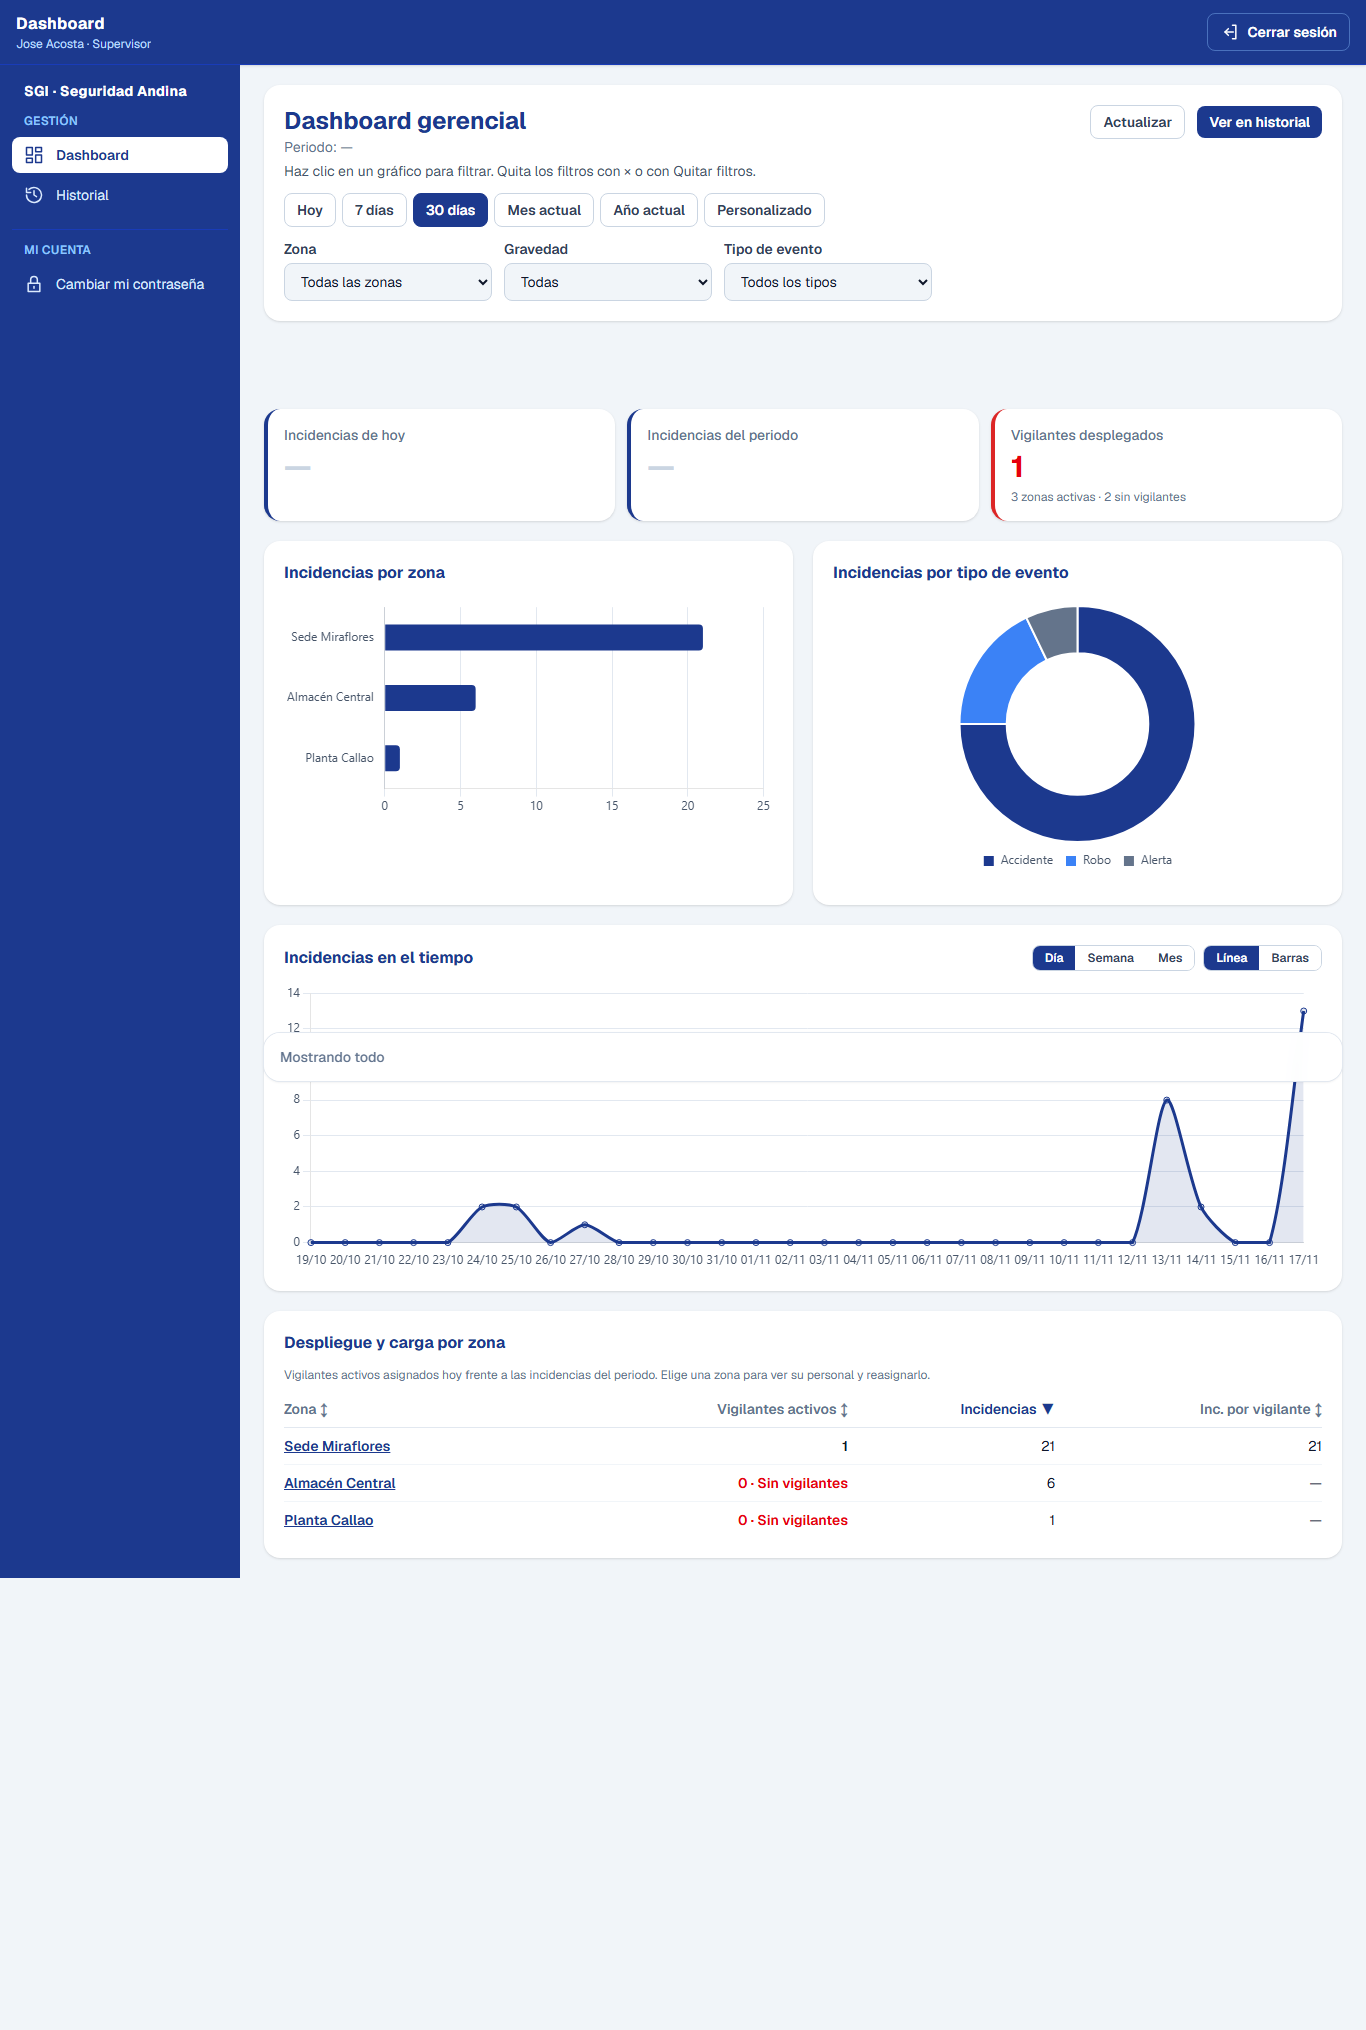 Dashboard
Jose Acosta · Supervisor
Cerrar sesión
SGI · Seguridad Andina
GESTIÓN
Dashboard
Historial
MI CUENTA
Cambiar mi contraseña
Dashboard gerencial
Actualizar
Ver en historial
Periodo: —
Haz clic en un gráfico para filtrar. Quita los filtros con × o con Quitar filtros.
Hoy 7 días 30 días Mes actual Año actual Personalizado
Zona Gravedad Tipo de evento
Todas las zonas Todas Todos los tipos
Incidencias de hoy
—
Incidencias del periodo
—
Vigilantes desplegados
1
3 zonas activas · 2 sin vigilantes
Incidencias por zona
Sede Miraflores
Almacén Central
Planta Callao
0 5 10 15 20 25
Incidencias por tipo de evento
Accidente Robo Alerta
Incidencias en el tiempo
Día Semana Mes Línea Barras
14
12
Mostrando todo
8
6
4
2
0
19/10 20/10 21/10 22/10 23/10 24/10 25/10 26/10 27/10 28/10 29/10 30/10 31/10 01/11 02/11 03/11 04/11 05/11 06/11 07/11 08/11 09/11 10/11 11/11 12/11 13/11 14/11 15/11 16/11 17/11
Despliegue y carga por zona
Vigilantes activos asignados hoy frente a las incidencias del periodo. Elige una zona para ver su personal y reasignarlo.
Zona ↕ Vigilantes activos ↕ Incidencias ▼ Inc. por vigilante ↕
Sede Miraflores 1 21 21
Almacén Central 0 · Sin vigilantes 6 —
Planta Callao 0 · Sin vigilantes 1 —